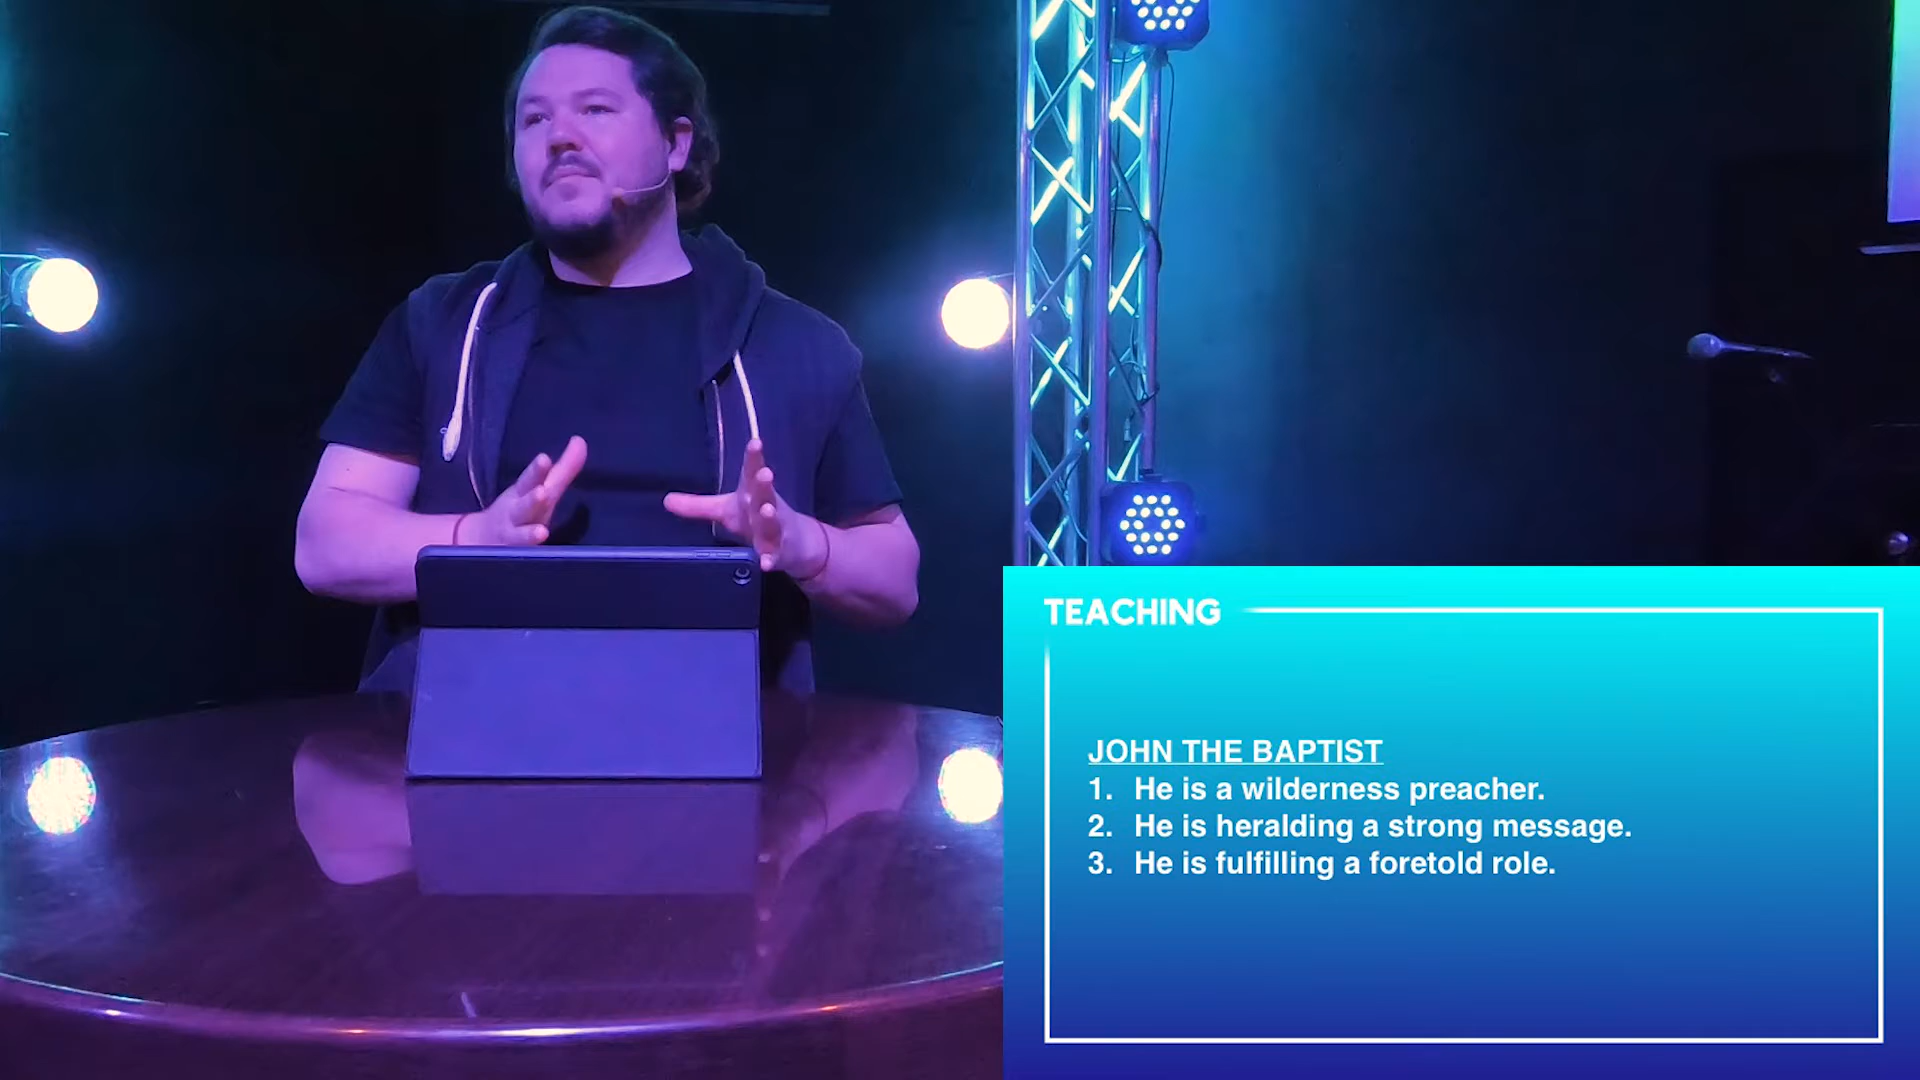 TEACHING
JOHN THE BAPTIST
1. He is a wilderness preacher.
2. He is heralding a strong message.
3. He is fulfilling a foretold role.